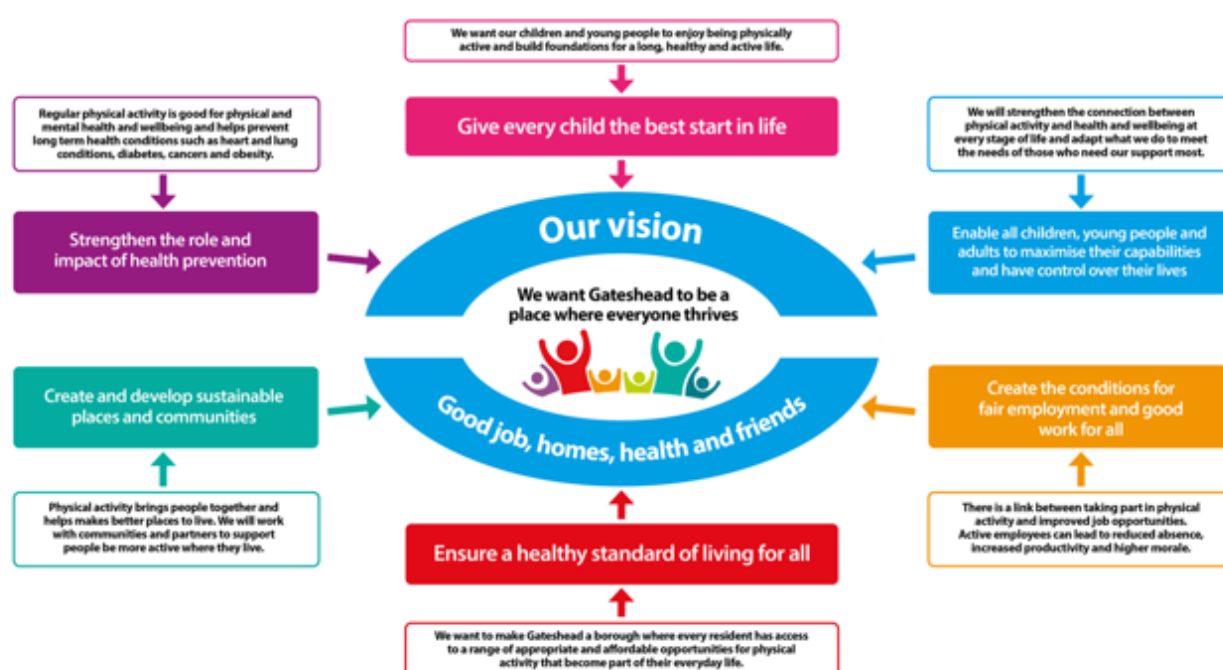 We want our children and young people to enjoy being physically
active and build foundations for a long, healthy and active life.
Give every child the best start in life
Regular physical activity is good for physical and
mental health and wellbeing and helps prevent
long term health conditions such as heart and lung
conditions, diabetes, cancers and obesity.
Strengthen the role and
impact of health prevention
We will strengthen the connection between
physical activity and health and wellbeing at
every stage of life and adapt what we do to meet
the needs of those who need our support most.
Enable all children, young people and
adults to maximise their capabilities
and have control over their lives
Our vision
We want Gateshead to be a
place where everyone thrives
Good job, homes, health and friends
Create and develop sustainable
places and communities
Physical activity brings people together and
helps makes better places to live. We will work
with communities and partners to support
people be more active where they live.
Create the conditions for
fair employment and good
work for all
There is a link between taking part in physical
activity and improved job opportunities.
Active employees can lead to reduced absence,
increased productivity and higher morale.
Ensure a healthy standard of living for all
We want to make Gateshead a borough where every resident has access
to a range of appropriate and affordable opportunities for physical
activity that become part of their everyday life.